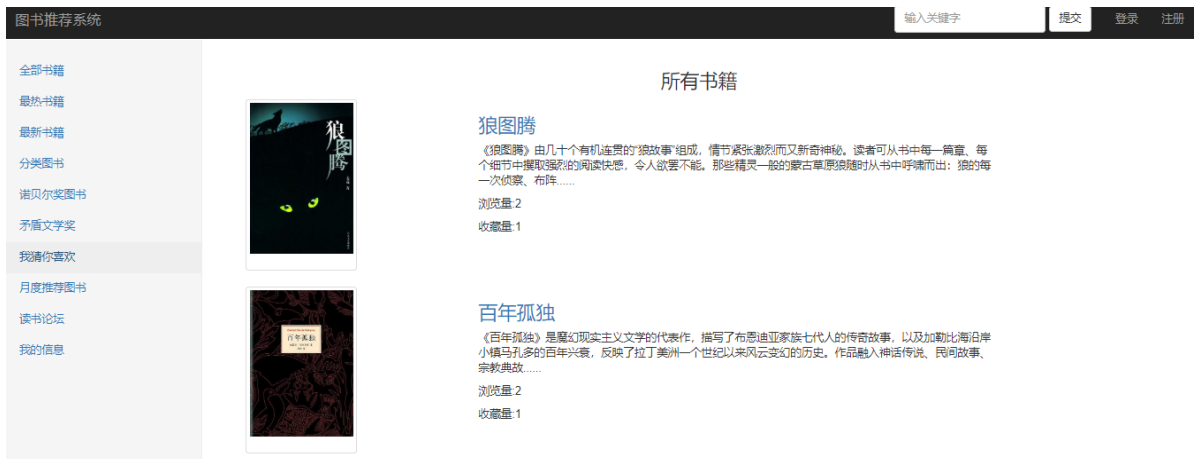 图书推荐系统
输入关键字
提交
登录
注册
全部书籍
最热书籍
最新书籍
分类图书
诺贝尔奖图书
矛盾文学奖
我猜你喜欢
月度推荐图书
读书论坛
我的信息
所有书籍
狼图腾
狼图腾
《狼图腾》由几十个有机连贯的"狼故事"组成，情节紧张激烈而又新奇神秘。读者可从书中每一篇章、每
个细节中攫取强烈的阅读快感，令人欲罢不能。那些精灵一般的蒙古草原狼随时从书中呼啸而出：狼的每
一次侦察、布阵......
浏览量:2
收藏量:1
百年孤独
百年孤独
《百年孤独》是魔幻现实主义文学的代表作，描写了布恩迪亚家族七代人的传奇故事，以及加勒比海沿岸
小镇马孔多的百年兴衰，反映了拉丁美洲一个世纪以来风云变幻的历史。作品融入神话传说、民间故事、
宗教典故......
浏览量:2
收藏量:1